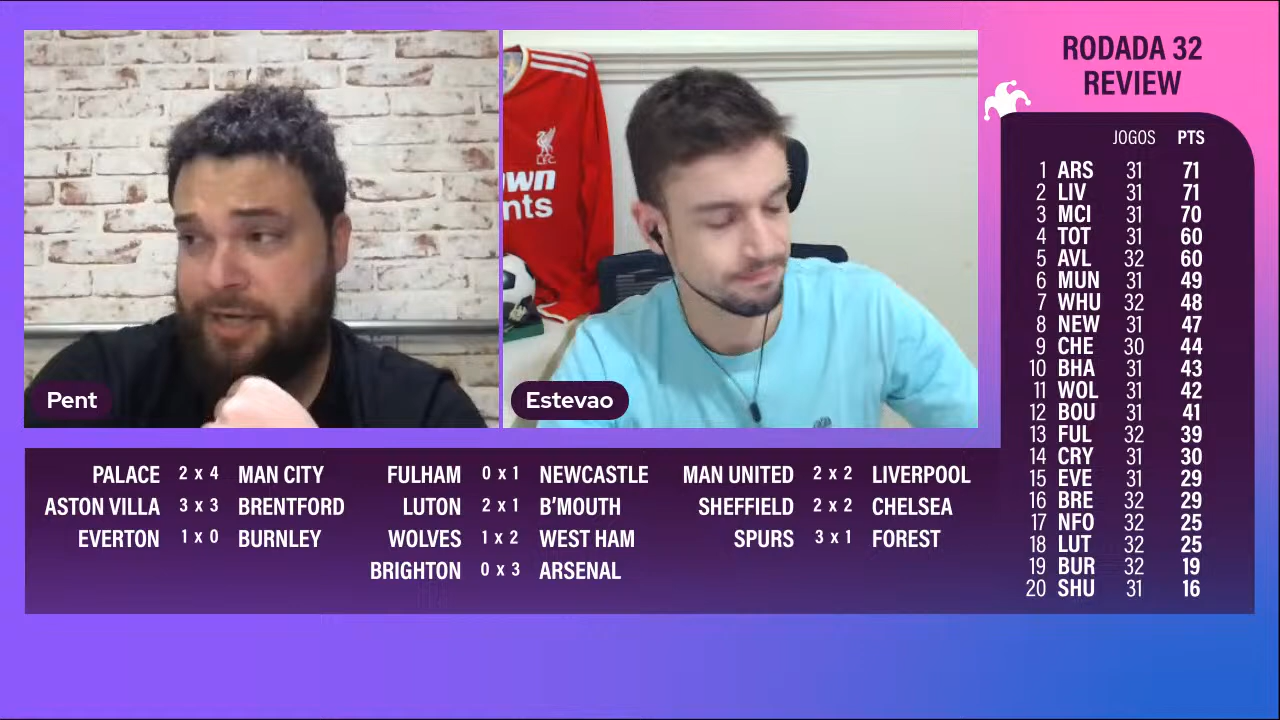 RODADA 32
REVIEW
LFC
wn
nts
Pent
Estevao
PALACE 2 x 4 MAN CITY
ASTON VILLA 3 x 3 BRENTFORD
EVERTON 1 x 0 BURNLEY
FULHAM 0 x 1 NEWCASTLE
LUTON 2 x 1 B'MOUTH
WOLVES 1 x 2 WEST HAM
BRIGHTON 0 x 3 ARSENAL
MAN UNITED 2 x 2 LIVERPOOL
SHEFFIELD 2 x 2 CHELSEA
SPURS 3 x 1 FOREST
JOGOS PTS
1 ARS 31 71
2 LIV 31 71
3 MCI 31 70
4 TOT 31 60
5 AVL 32 60
6 MUN 31 49
7 WHU 32 48
8 NEW 31 47
9 CHE 30 44
10 BHA 31 43
11 WOL 31 42
12 BOU 31 41
13 FUL 32 39
14 CRY 31 30
15 EVE 31 29
16 BRE 32 29
17 NFO 32 25
18 LUT 32 25
19 BUR 32 19
20 SHU 31 16